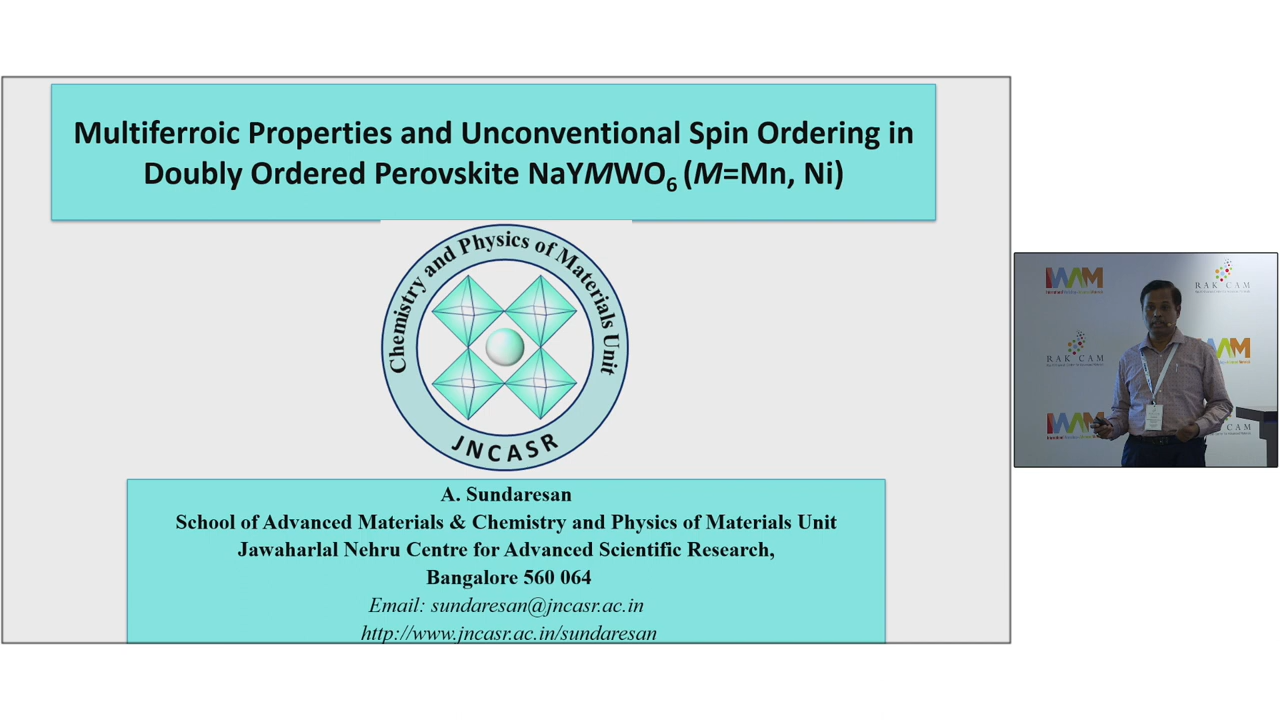 Multiferroic Properties and Unconventional Spin Ordering in
Doubly Ordered Perovskite NaYMWO₆ (M=Mn, Ni)
Chemistry and Physics of Materials Unit
JNCASR
A. Sundaresan
School of Advanced Materials & Chemistry and Physics of Materials Unit
Jawaharlal Nehru Centre for Advanced Scientific Research,
Bangalore 560 064
Email: sundaresan@jncasr.ac.in
http://www.jncasr.ac.in/sundaresan
IWAM
RAK CAM
RAK CAM
WAM
IWAM
CAM